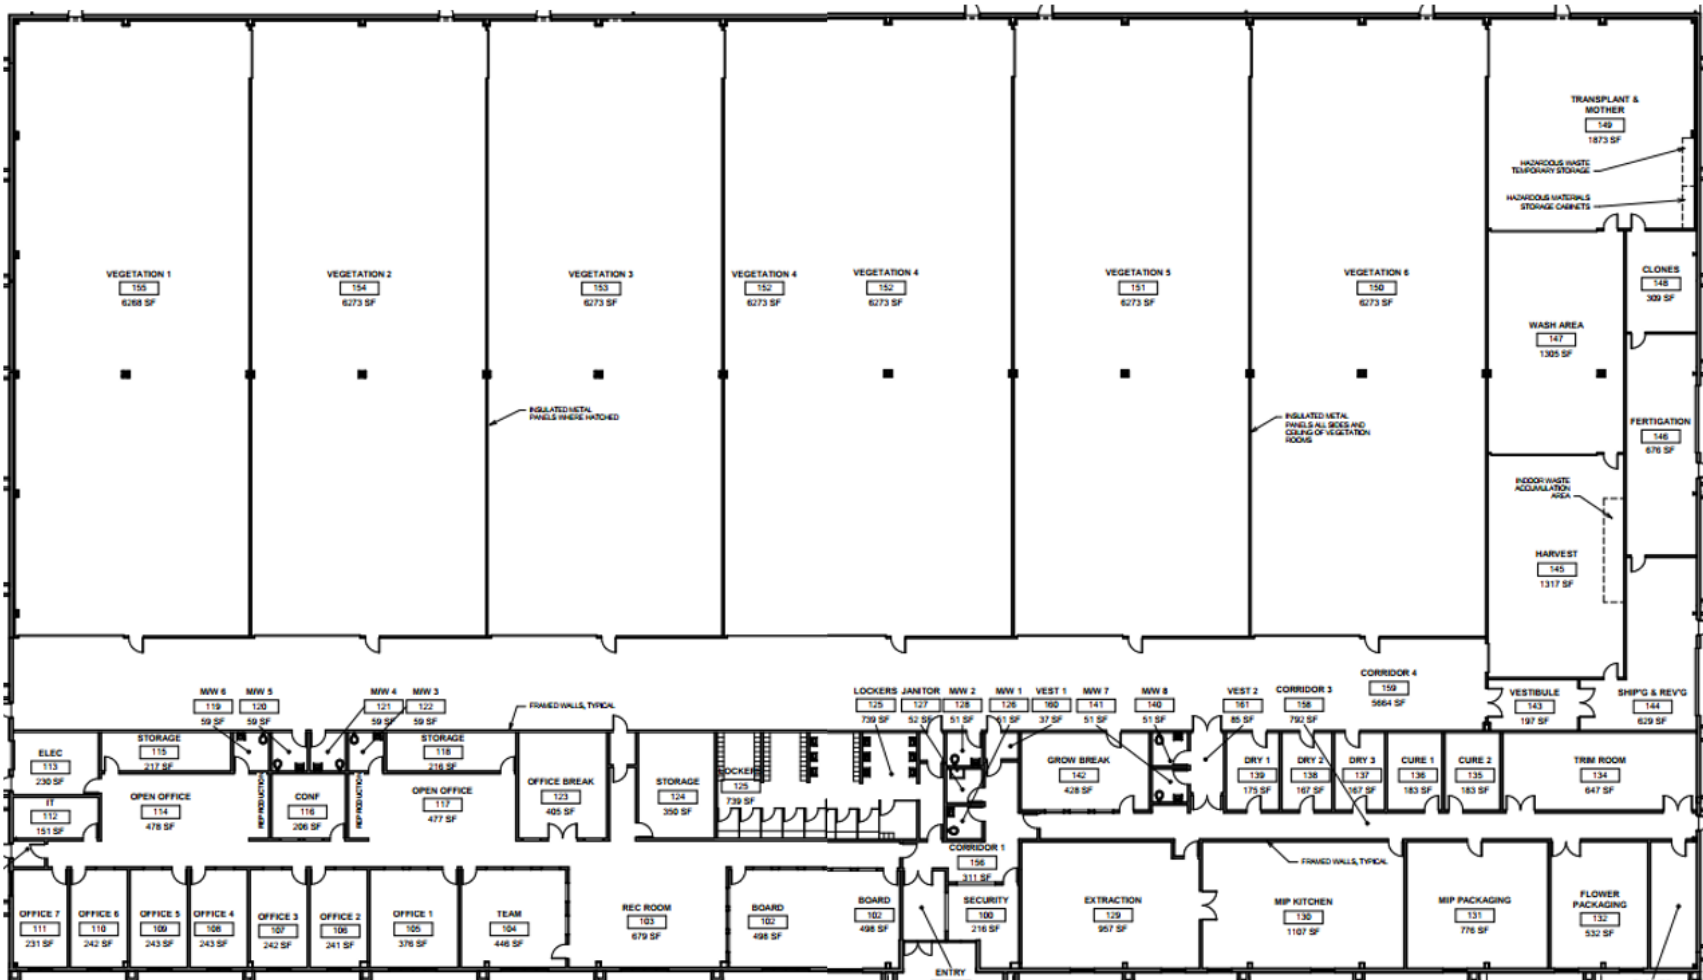 TRANSPLANT &
MOTHER
149
1873 SF
HAZARDOUS WASTE
TEMPORARY STORAGE
HAZARDOUS MATERIALS
STORAGE CABINETS
VEGETATION 1
155
6268 SF
VEGETATION 2
154
6273 SF
VEGETATION 3
153
6273 SF
VEGETATION 4
152
6273 SF
VEGETATION 4
152
6273 SF
VEGETATION 5
151
6273 SF
VEGETATION 6
150
6273 SF
CLONES
148
309 SF
WASH AREA
147
1305 SF
INSULATED METAL
PANELS WHERE HATCHED
INSULATED METAL
PANELS ALL SIDES AND
CEILING OF VEGETATION
ROOMS
FERTIGATION
146
676 SF
INDOOR WASTE
ACCUMULATION
AREA
HARVEST
145
1317 SF
M/W 6
119
59 SF
M/W 5
120
59 SF
M/W 4
121
59 SF
M/W 3
122
59 SF
FRAMED WALLS, TYPICAL
LOCKERS
125
739 SF
JANITOR
127
52 SF
M/W 2
128
51 SF
M/W 1
126
51 SF
VEST 1
160
37 SF
M/W 7
141
51 SF
M/W 8
140
51 SF
VEST 2
161
85 SF
CORRIDOR 3
158
792 SF
CORRIDOR 4
159
5664 SF
VESTIBULE
143
197 SF
SHIP'G & REV'G
144
629 SF
ELEC
113
230 SF
STORAGE
115
217 SF
STORAGE
118
216 SF
IT
112
151 SF
OPEN OFFICE
114
478 SF
REPRODUCTION
CONF
116
206 SF
REPRODUCTION
OPEN OFFICE
117
477 SF
OFFICE BREAK
123
405 SF
STORAGE
124
350 SF
LOCKER
125
739 SF
GROW BREAK
142
428 SF
DRY 1
139
175 SF
DRY 2
138
167 SF
DRY 3
137
167 SF
CURE 1
136
183 SF
CURE 2
135
183 SF
TRIM ROOM
134
647 SF
CORRIDOR 1
156
311 SF
FRAMED WALLS, TYPICAL
OFFICE 7
111
231 SF
OFFICE 6
110
242 SF
OFFICE 5
109
243 SF
OFFICE 4
108
243 SF
OFFICE 3
107
242 SF
OFFICE 2
106
241 SF
OFFICE 1
105
376 SF
TEAM
104
446 SF
REC ROOM
103
679 SF
BOARD
102
498 SF
BOARD
102
498 SF
SECURITY
100
216 SF
EXTRACTION
129
957 SF
MIP KITCHEN
130
1107 SF
MIP PACKAGING
131
776 SF
FLOWER
PACKAGING
132
532 SF
ENTRY